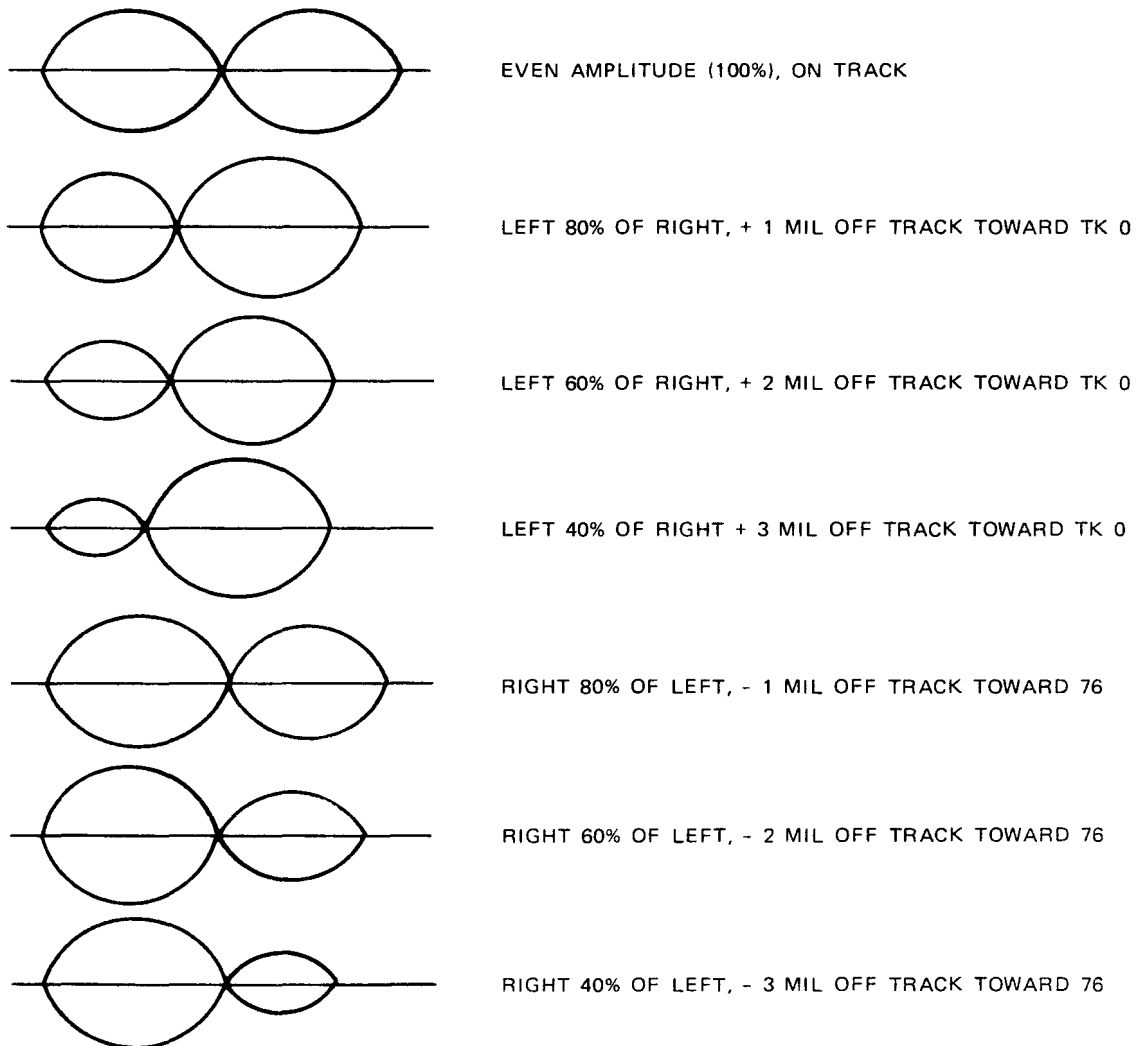 EVEN AMPLITUDE (100%), ON TRACK
LEFT 80% OF RIGHT, + 1 MIL OFF TRACK TOWARD TK 0
LEFT 60% OF RIGHT, + 2 MIL OFF TRACK TOWARD TK 0
LEFT 40% OF RIGHT + 3 MIL OFF TRACK TOWARD TK 0
RIGHT 80% OF LEFT, - 1 MIL OFF TRACK TOWARD 76
RIGHT 60% OF LEFT, - 2 MIL OFF TRACK TOWARD 76
RIGHT 40% OF LEFT, - 3 MIL OFF TRACK TOWARD 76